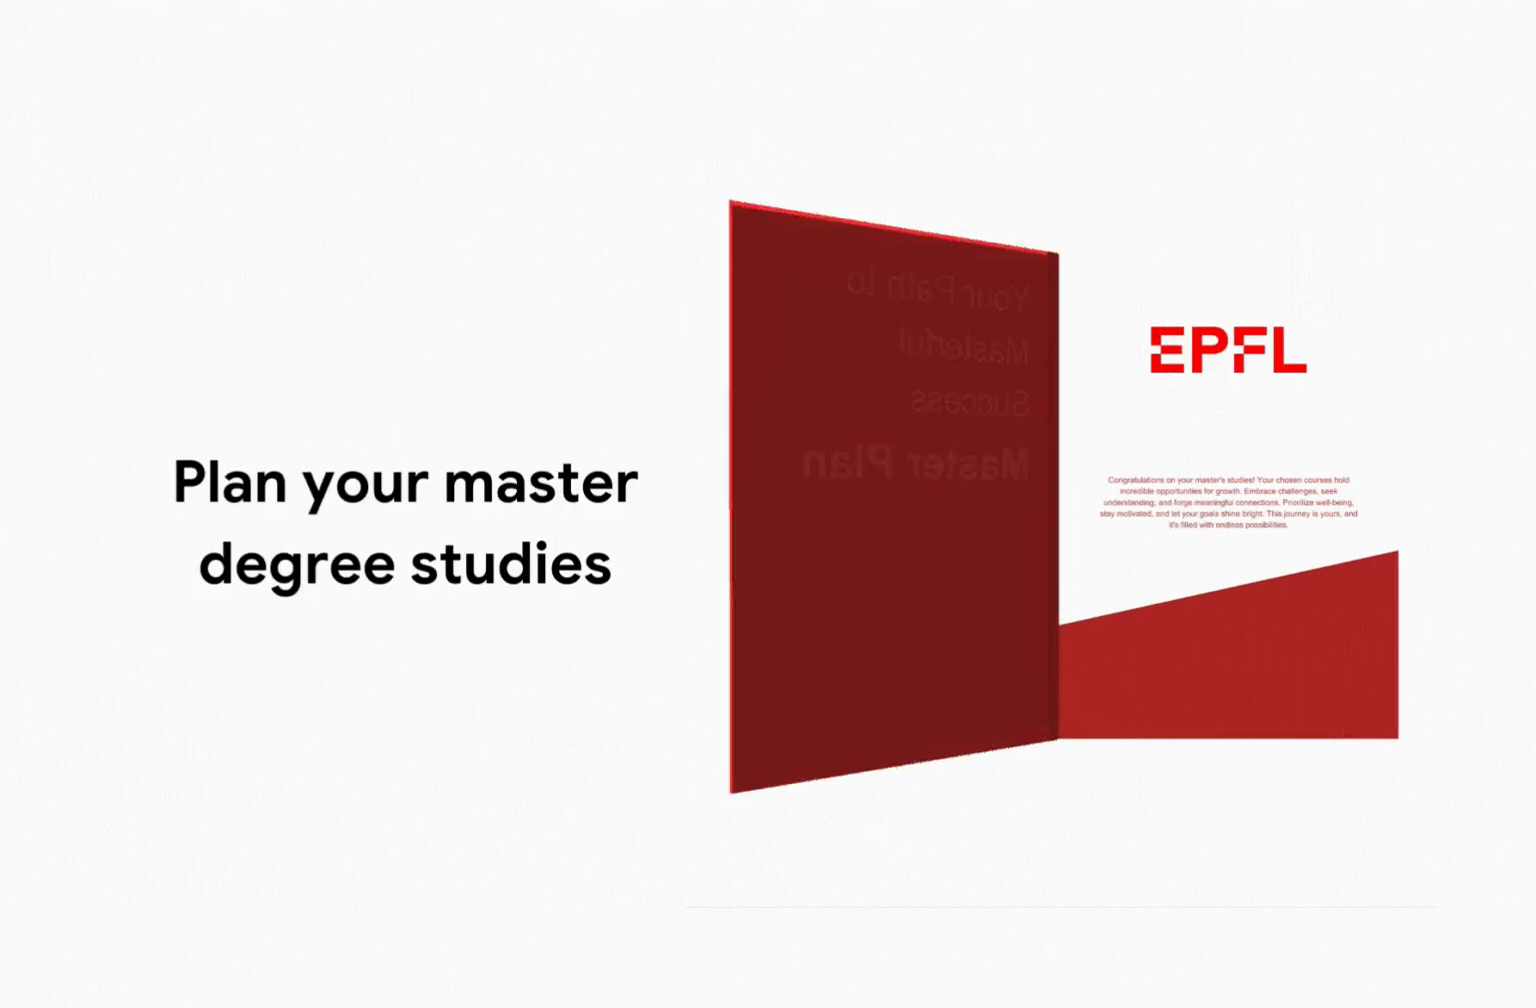 Plan your master
degree studies
Your Path to
Masterful
Success
Master Plan
EPFL
Congratulations on your master's studies! Your chosen courses hold
incredible opportunities for growth. Embrace challenges, seek
understanding, and forge meaningful connections. Prioritize well-being,
stay motivated, and let your goals shine bright. This journey is yours, and
it's filled with endless possibilities.